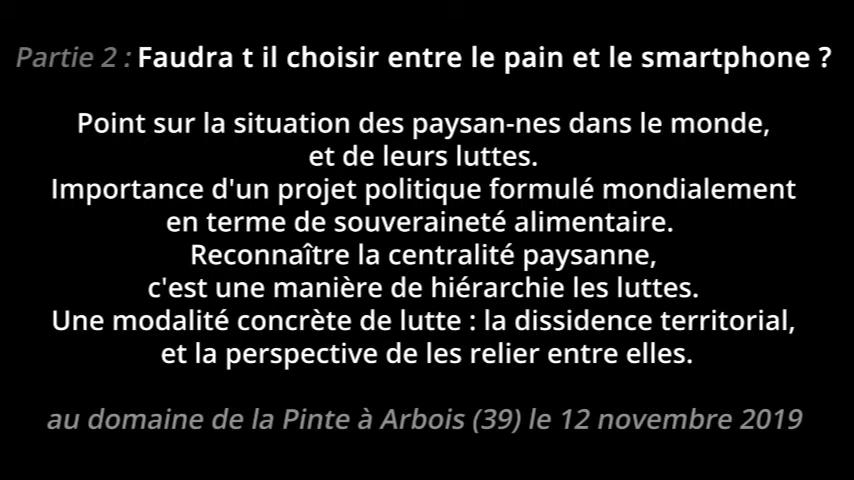 Partie 2 : Faudra t il choisir entre le pain et le smartphone ?
Point sur la situation des paysan-nes dans le monde,
et de leurs luttes.
Importance d'un projet politique formulé mondialement
en terme de souveraineté alimentaire.
Reconnaître la centralité paysanne,
c'est une manière de hiérarchie les luttes.
Une modalité concrète de lutte : la dissidence territorial,
et la perspective de les relier entre elles.
au domaine de la Pinte à Arbois (39) le 12 novembre 2019